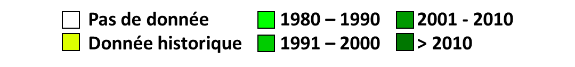 Pas de donnée 1980 – 1990 2001 - 2010
Donnée historique 1991 – 2000 > 2010